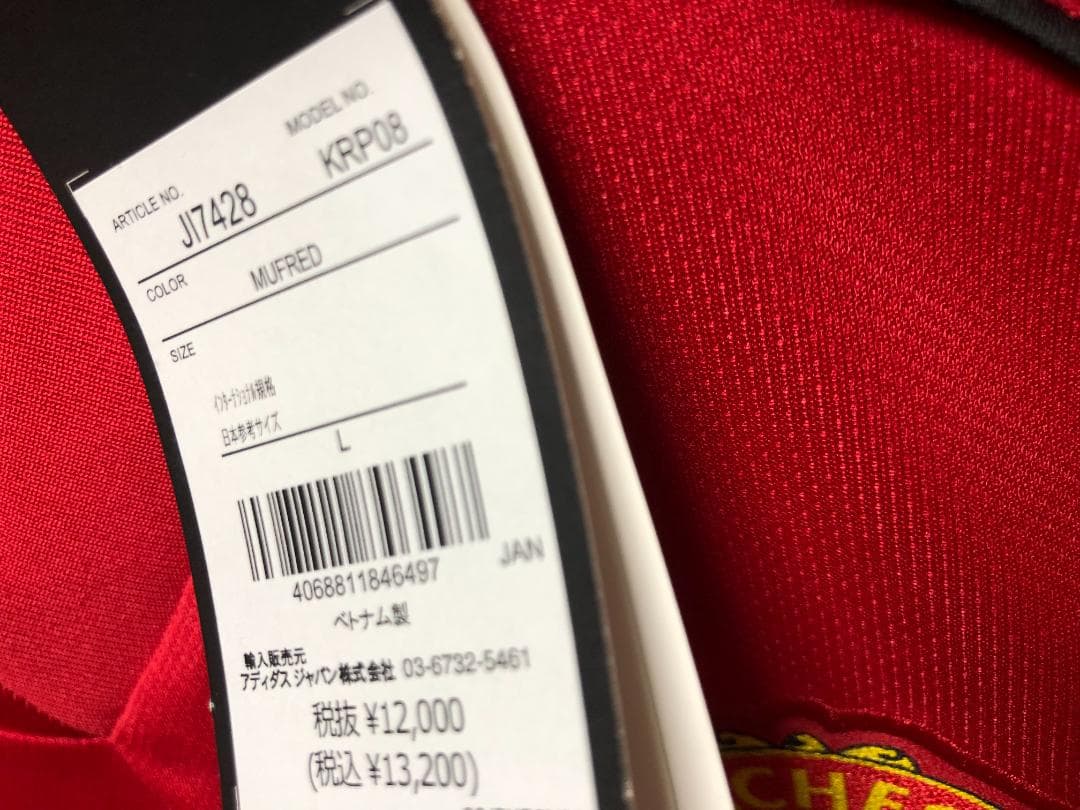 MODEL NO.
KRP08
ARTICLE NO.
JI7428
COLOR
MUFRED
SIZE
インターナショナル規格
日本参考サイズ
L
4068811846497
JAN
ベトナム製
輸入販売元
アディダス ジャパン株式会社 03-6732-5461
税抜 ¥12,000
(税込 ¥13,200)
CHE